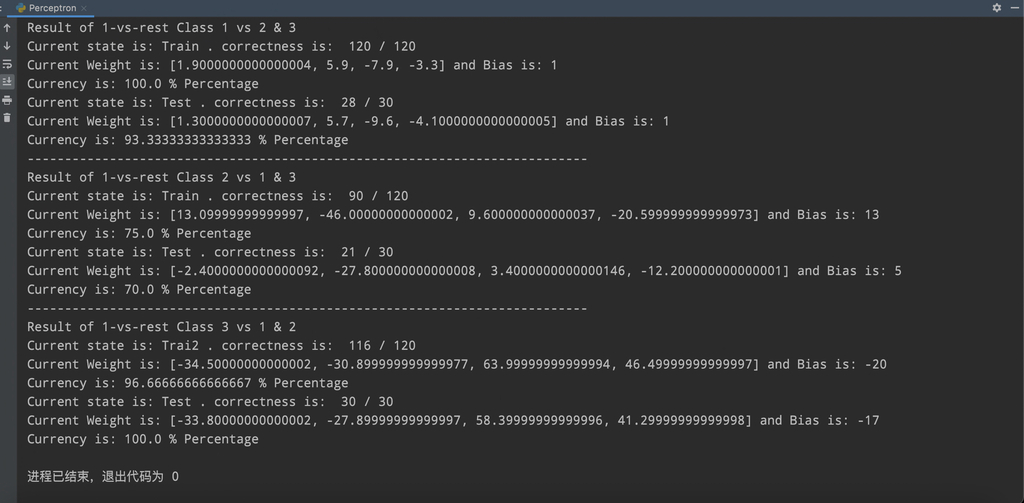 Perceptron
Result of 1-vs-rest Class 1 vs 2 & 3
Current state is: Train . correctness is:  120 / 120
Current Weight is: [1.9000000000000004, 5.9, -7.9, -3.3] and Bias is: 1
Currency is: 100.0 % Percentage
Current state is: Test . correctness is:  28 / 30
Current Weight is: [1.3000000000000007, 5.7, -9.6, -4.1000000000000005] and Bias is: 1
Currency is: 93.33333333333333 % Percentage
---------------------------------------------------------------------------
Result of 1-vs-rest Class 2 vs 1 & 3
Current state is: Train . correctness is:  90 / 120
Current Weight is: [13.09999999999997, -46.00000000000002, 9.600000000000037, -20.599999999999973] and Bias is: 13
Currency is: 75.0 % Percentage
Current state is: Test . correctness is:  21 / 30
Current Weight is: [-2.4000000000000092, -27.800000000000008, 3.4000000000000146, -12.200000000000001] and Bias is: 5
Currency is: 70.0 % Percentage
---------------------------------------------------------------------------
Result of 1-vs-rest Class 3 vs 1 & 2
Current state is: Trai2 . correctness is:  116 / 120
Current Weight is: [-34.50000000000002, -30.899999999999977, 63.99999999999994, 46.49999999999997] and Bias is: -20
Currency is: 96.66666666666667 % Percentage
Current state is: Test . correctness is:  30 / 30
Current Weight is: [-33.80000000000002, -27.89999999999997, 58.39999999999996, 41.29999999999998] and Bias is: -17
Currency is: 100.0 % Percentage
进程已结束，退出代码为 0